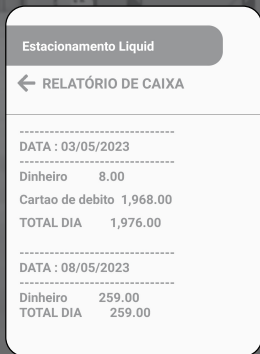 Estacionamento Liquid
RELATÓRIO DE CAIXA
-------------------------------
DATA : 03/05/2023
-------------------------------
Dinheiro 8.00
Cartao de debito 1,968.00
TOTAL DIA 1,976.00
-------------------------------
DATA : 08/05/2023
-------------------------------
Dinheiro 259.00
TOTAL DIA 259.00